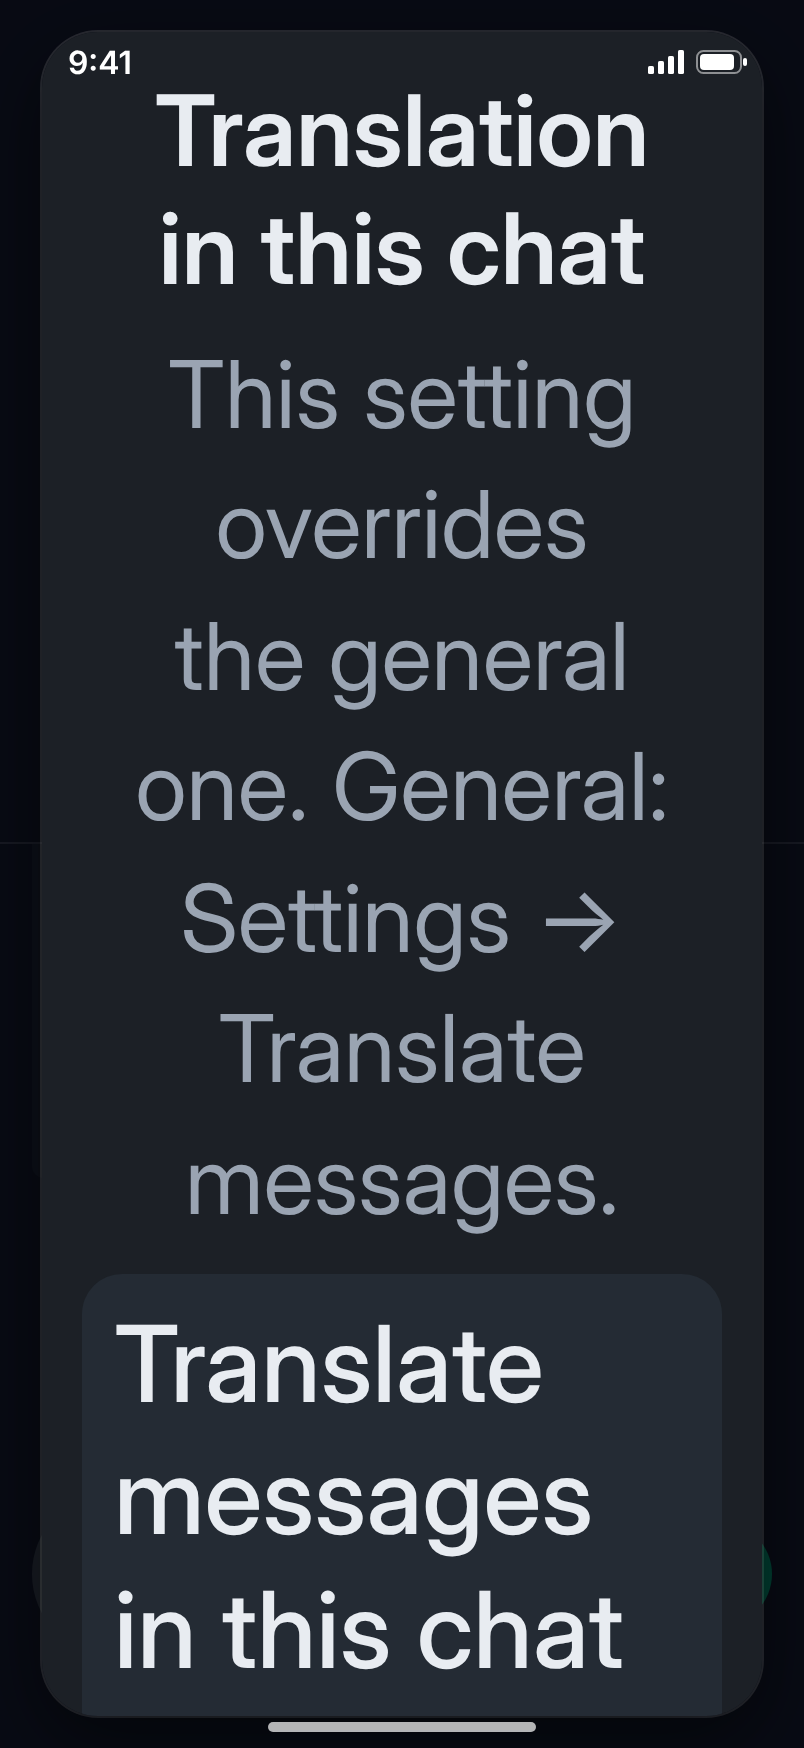 9:41
Translation
in this chat
This setting
overrides
the general
one. General:
Settings →
Translate
messages.
Translate
messages
in this chat